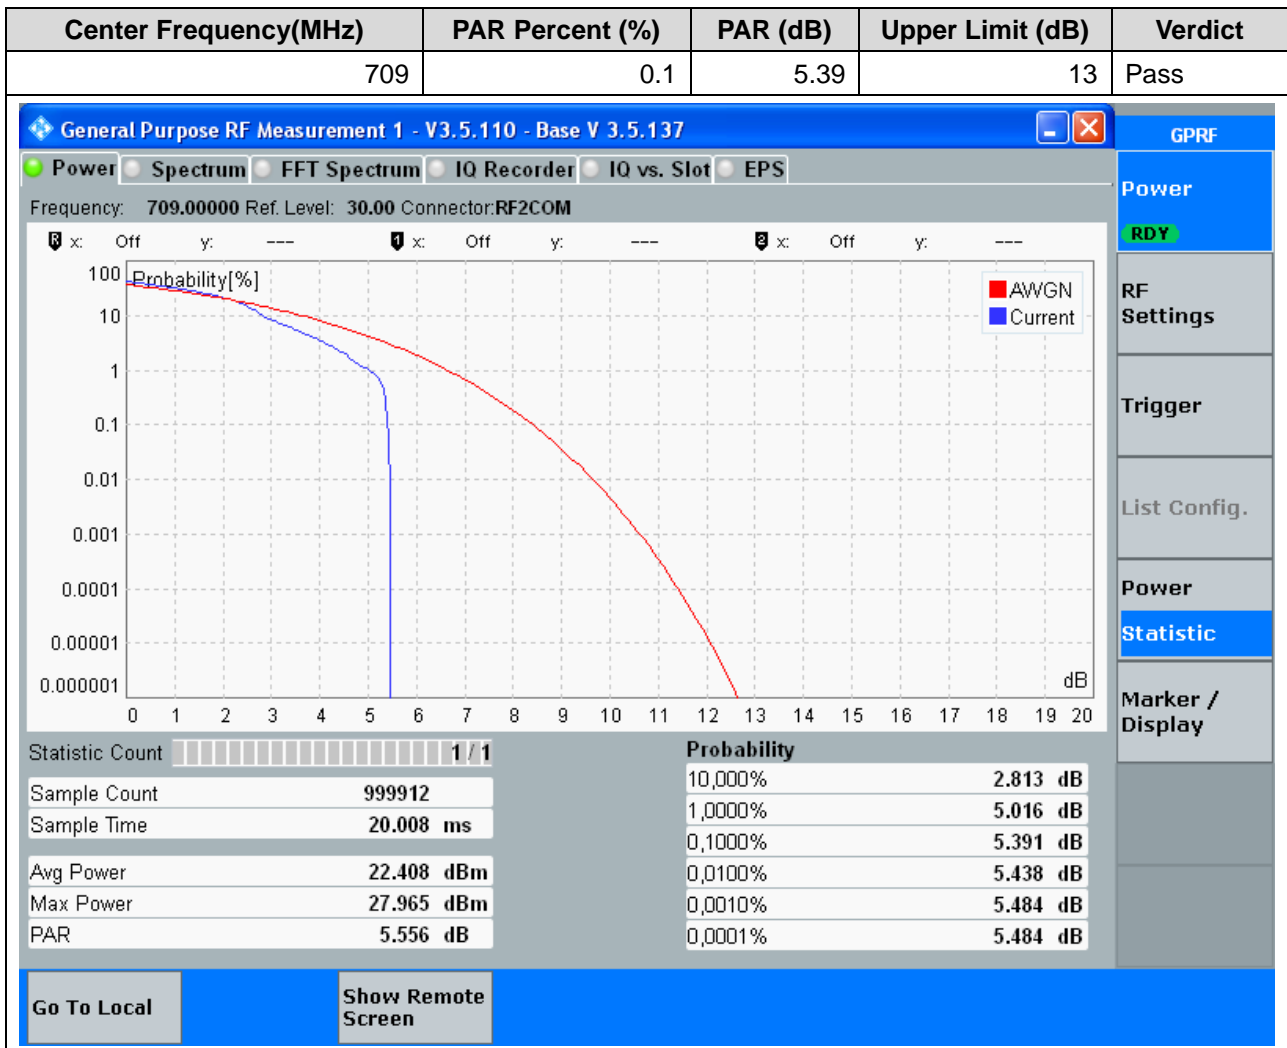 Center Frequency(MHz) PAR Percent (%) PAR (dB) Upper Limit (dB) Verdict
709 0.1 5.39 13 Pass
General Purpose RF Measurement 1 - V3.5.110 - Base V 3.5.137
GPRF
Power Spectrum FFT Spectrum IQ Recorder IQ vs. Slot EPS
Power
RDY
Frequency: 709.00000 Ref. Level: 30.00 Connector:RF2COM
R x: Off y: --- 1 x: Off y: --- 2 x: Off y: ---
Probability[%]
100
10
1
0.1
0.01
0.001
0.0001
0.00001
0.000001
AWGN
Current
dB
0 1 2 3 4 5 6 7 8 9 10 11 12 13 14 15 16 17 18 19 20
RF
Settings
Trigger
List Config.
Power
Statistic
Marker /
Display
Statistic Count 1 / 1
Sample Count 999912
Sample Time 20.008 ms
Avg Power 22.408 dBm
Max Power 27.965 dBm
PAR 5.556 dB
Probability
10,000% 2.813 dB
1,0000% 5.016 dB
0,1000% 5.391 dB
0,0100% 5.438 dB
0,0010% 5.484 dB
0,0001% 5.484 dB
Go To Local
Show Remote
Screen